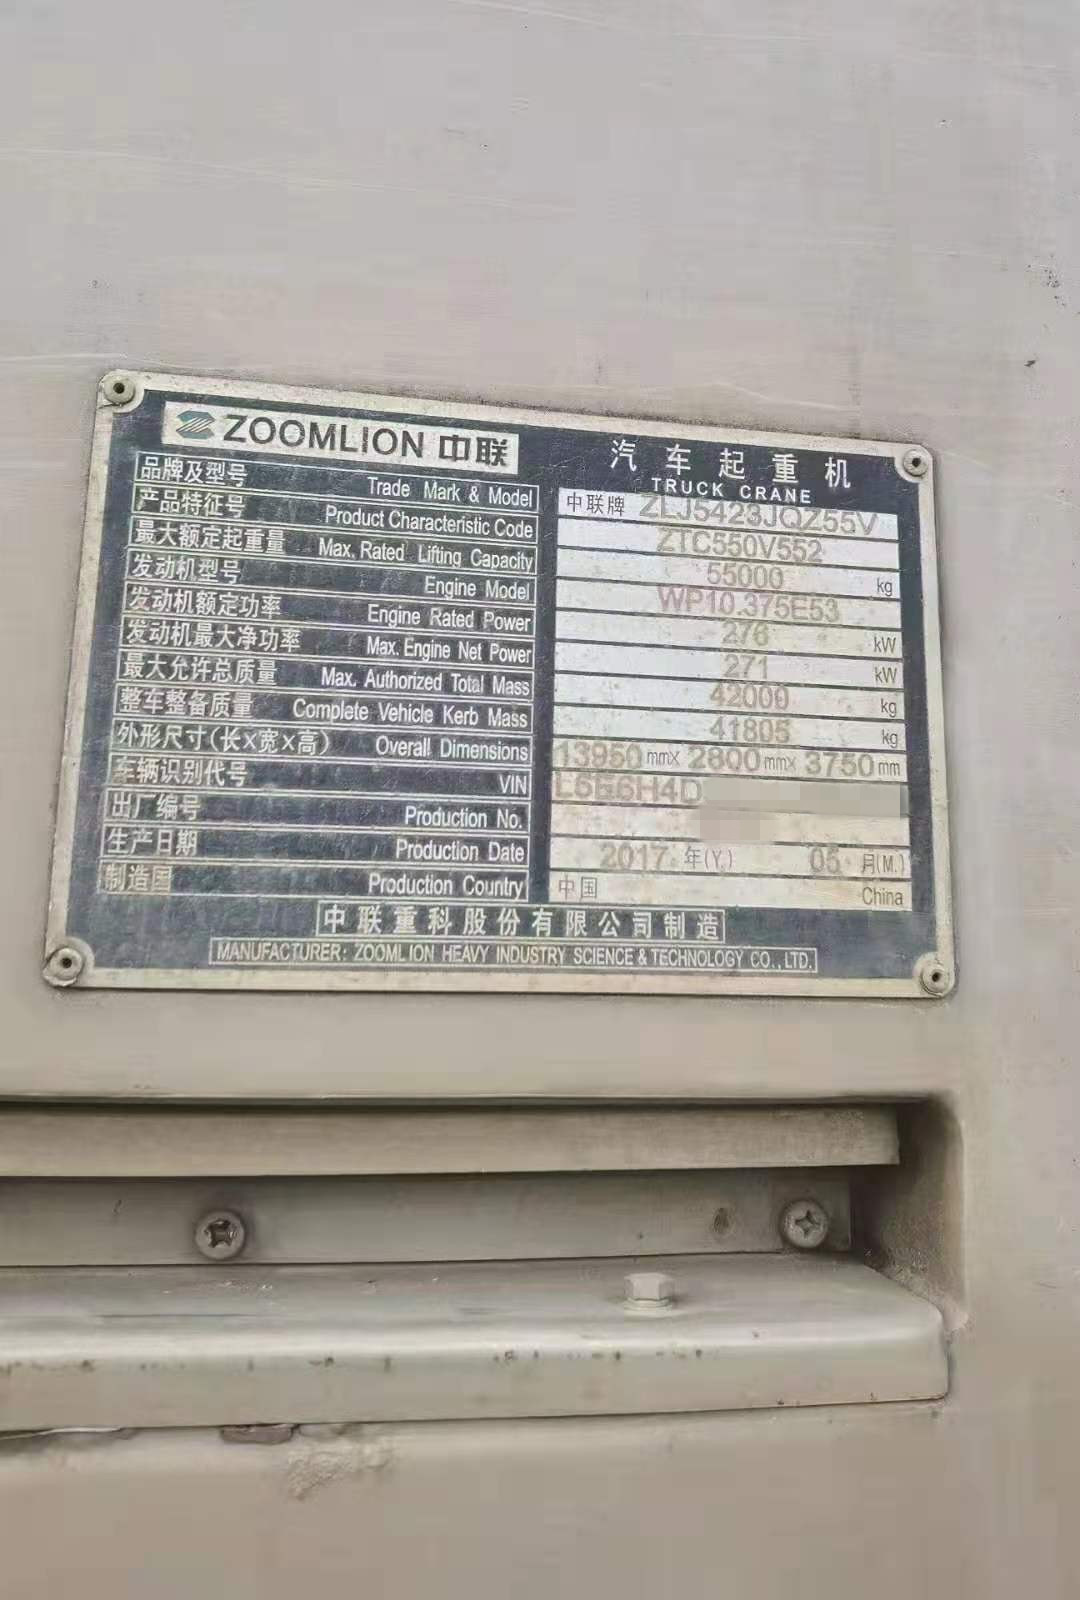 ZOOMLION 中联
汽车起重机
TRUCK CRANE
品牌及型号 Trade Mark & Model 中联牌 ZLJ5423JQZ55V
产品特征号 Product Characteristic Code ZTC550V552
最大额定起重量 Max. Rated Lifting Capacity 55000 kg
发动机型号 Engine Model WP10.375E53
发动机额定功率 Engine Rated Power 276 kW
发动机最大净功率 Max. Engine Net Power 271 kW
最大允许总质量 Max. Authorized Total Mass 42000 kg
整车整备质量 Complete Vehicle Kerb Mass 41805 kg
外形尺寸(长X宽X高) Overall Dimensions 13950 mmX 2800 mmX 3750 mm
车辆识别代号 VIN L5E6H4D
出厂编号 Production No.
生产日期 Production Date 2017 年(Y.) 05 月(M.)
制造国 Production Country 中国 China
中联重科股份有限公司制造
MANUFACTURER: ZOOMLION HEAVY INDUSTRY SCIENCE & TECHNOLOGY CO., LTD.